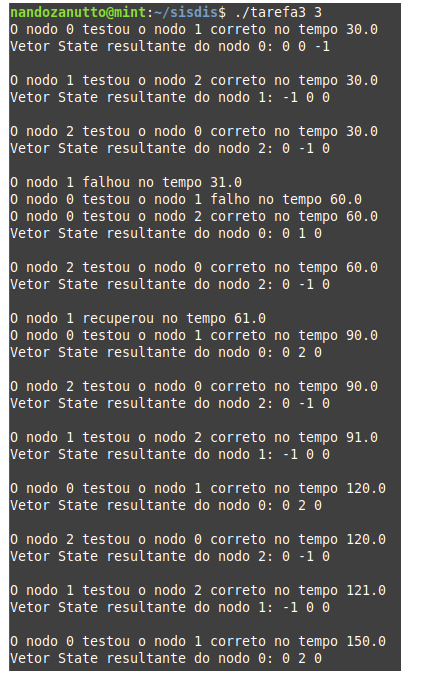 nandozanutto@mint:~/sisdis$ ./tarefa3 3
O nodo 0 testou o nodo 1 correto no tempo 30.0
Vetor State resultante do nodo 0: 0 0 -1
O nodo 1 testou o nodo 2 correto no tempo 30.0
Vetor State resultante do nodo 1: -1 0 0
O nodo 2 testou o nodo 0 correto no tempo 30.0
Vetor State resultante do nodo 2: 0 -1 0
O nodo 1 falhou no tempo 31.0
O nodo 0 testou o nodo 1 falho no tempo 60.0
O nodo 0 testou o nodo 2 correto no tempo 60.0
Vetor State resultante do nodo 0: 0 1 0
O nodo 2 testou o nodo 0 correto no tempo 60.0
Vetor State resultante do nodo 2: 0 -1 0
O nodo 1 recuperou no tempo 61.0
O nodo 0 testou o nodo 1 correto no tempo 90.0
Vetor State resultante do nodo 0: 0 2 0
O nodo 2 testou o nodo 0 correto no tempo 90.0
Vetor State resultante do nodo 2: 0 -1 0
O nodo 1 testou o nodo 2 correto no tempo 91.0
Vetor State resultante do nodo 1: -1 0 0
O nodo 0 testou o nodo 1 correto no tempo 120.0
Vetor State resultante do nodo 0: 0 2 0
O nodo 2 testou o nodo 0 correto no tempo 120.0
Vetor State resultante do nodo 2: 0 -1 0
O nodo 1 testou o nodo 2 correto no tempo 121.0
Vetor State resultante do nodo 1: -1 0 0
O nodo 0 testou o nodo 1 correto no tempo 150.0
Vetor State resultante do nodo 0: 0 2 0